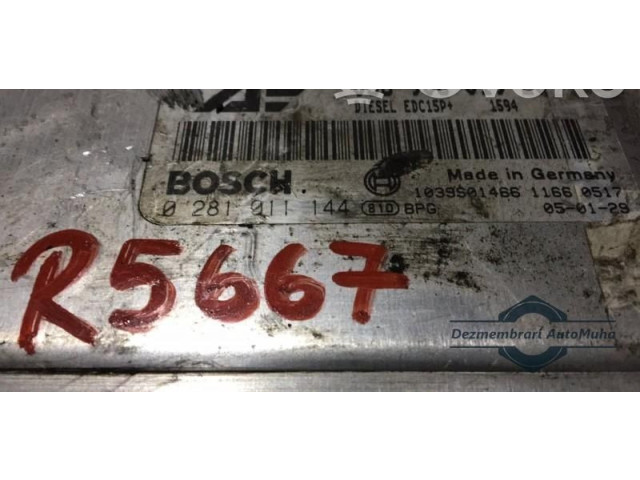 DIESEL EDC15P+ 1594
BOSCH
Made in Germany
1039S01466 1166 0517
0 281 011 144 810 BPG 05-01-29
R5667
Dezmembrari AutoMuha